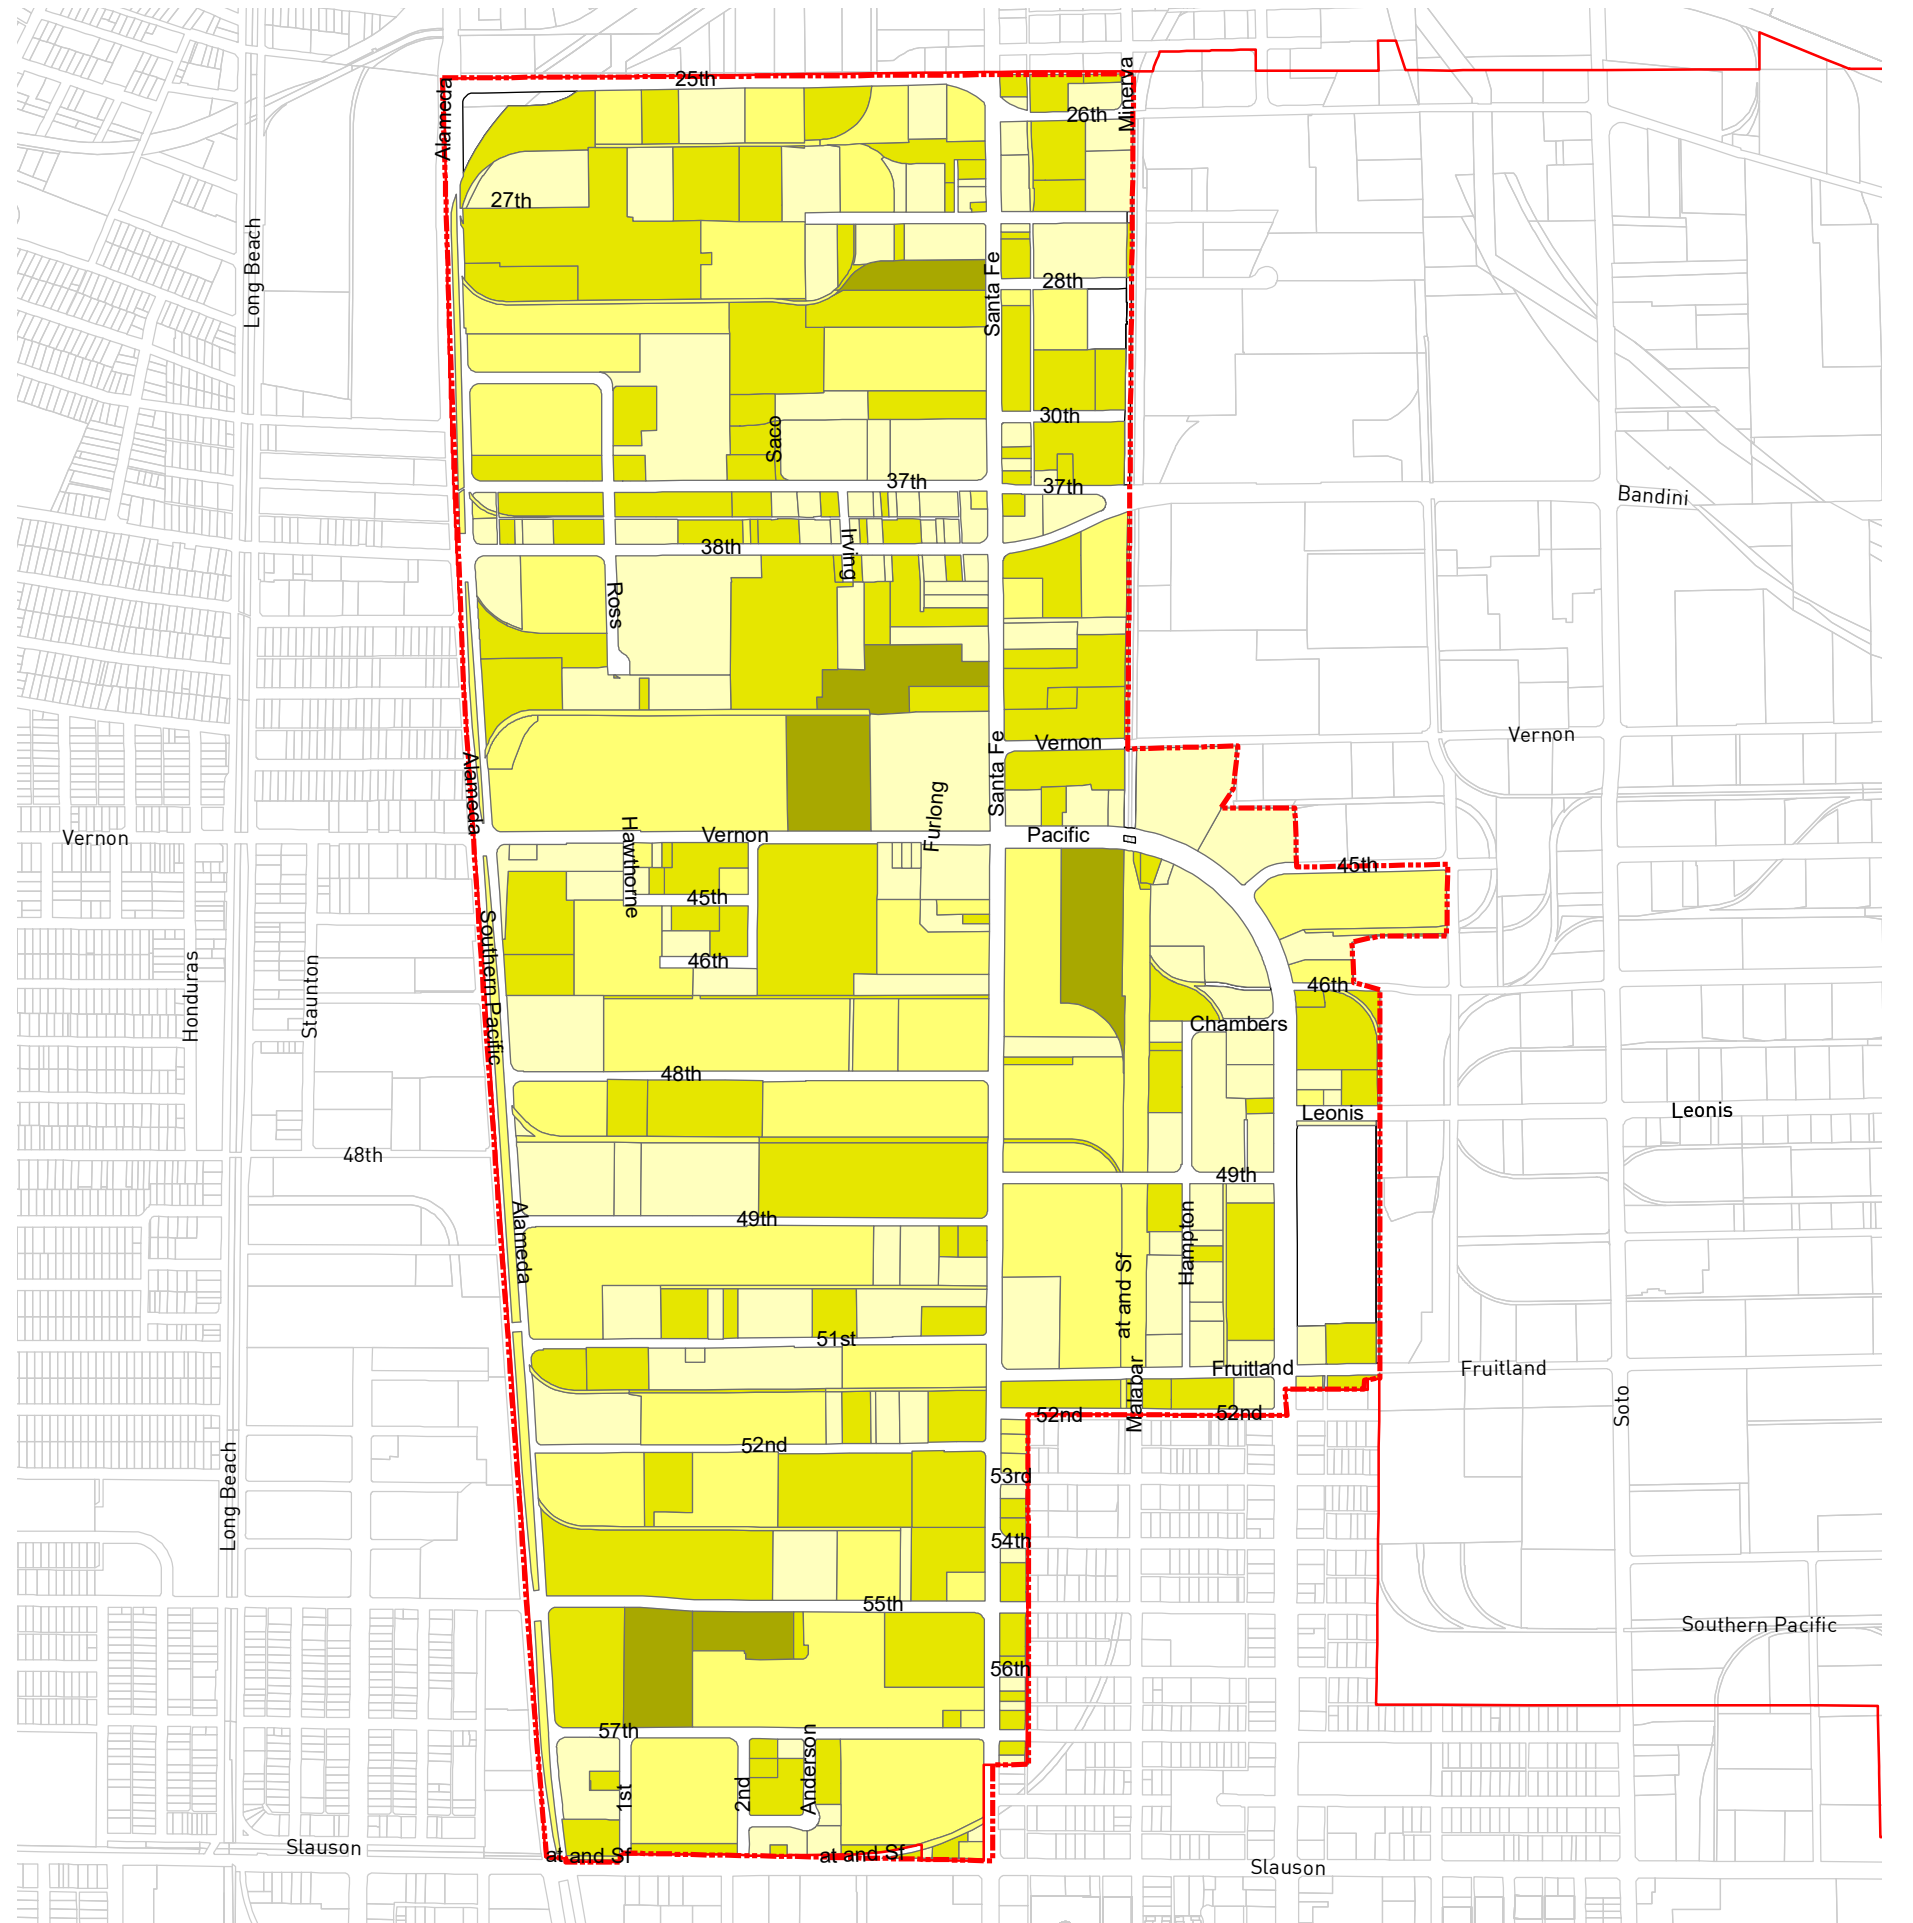 25th
Minerva
Alameda
26th
27th
Long Beach
Santa Fe
28th
30th
Saco
37th
37th
Bandini
Irving
38th
Ross
Vernon
Vernon
Santa Fe
Alameda
Furlong
Vernon
Hawthorne
Vernon
Pacific
45th
45th
Southern Pacific
46th
Honduras
Staunton
46th
Chambers
48th
Leonis
Leonis
48th
49th
Alameda
49th
Hampton
at and Sf
51st
Fruitland
Fruitland
Malabar
Soto
52nd
52nd
52nd
Long Beach
53rd
54th
55th
Southern Pacific
56th
57th
1st
2nd
Anderson
Slauson
at and Sf
at and Sf
Slauson